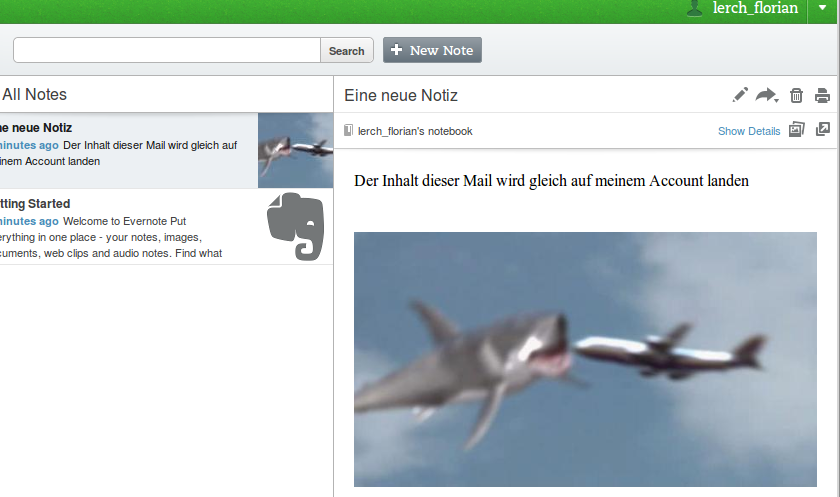 lerch_florian
Search
New Note
All Notes
ne neue Notiz
minutes ago Der Inhalt dieser Mail wird gleich auf
inem Account landen
tting Started
minutes ago Welcome to Evernote Put
erything in one place - your notes, images,
cuments, web clips and audio notes. Find what
Eine neue Notiz
lerch_florian's notebook
Show Details
Der Inhalt dieser Mail wird gleich auf meinem Account landen